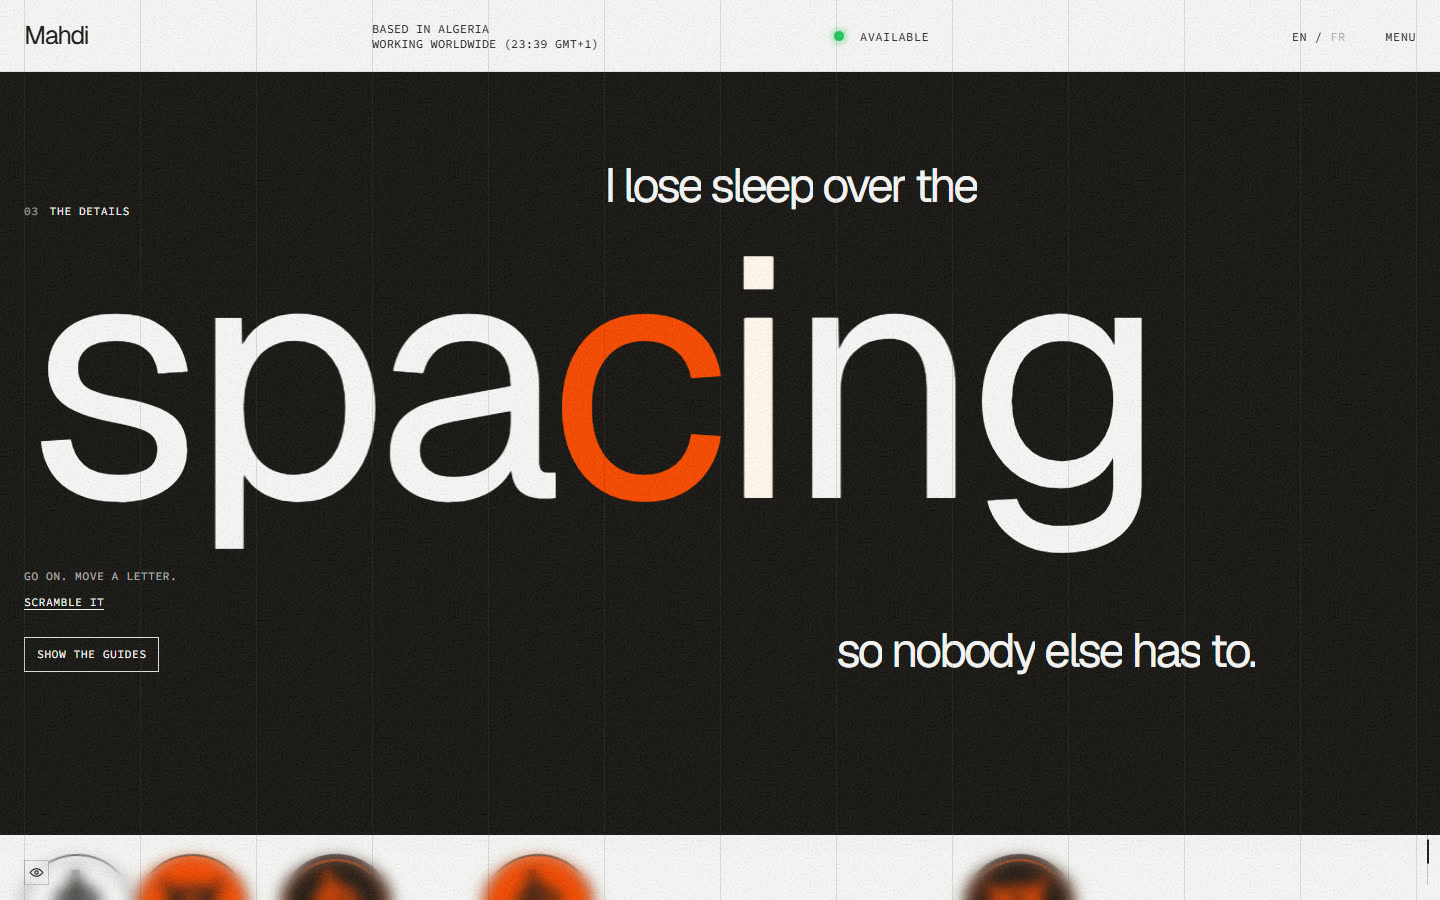 Mahdi
BASED IN ALGERIA
WORKING WORLDWIDE (23:39 GMT+1)
AVAILABLE
EN / FR
MENU
I lose sleep over the
03 THE DETAILS
spacing
GO ON. MOVE A LETTER.
SCRAMBLE IT
SHOW THE GUIDES
so nobody else has to.